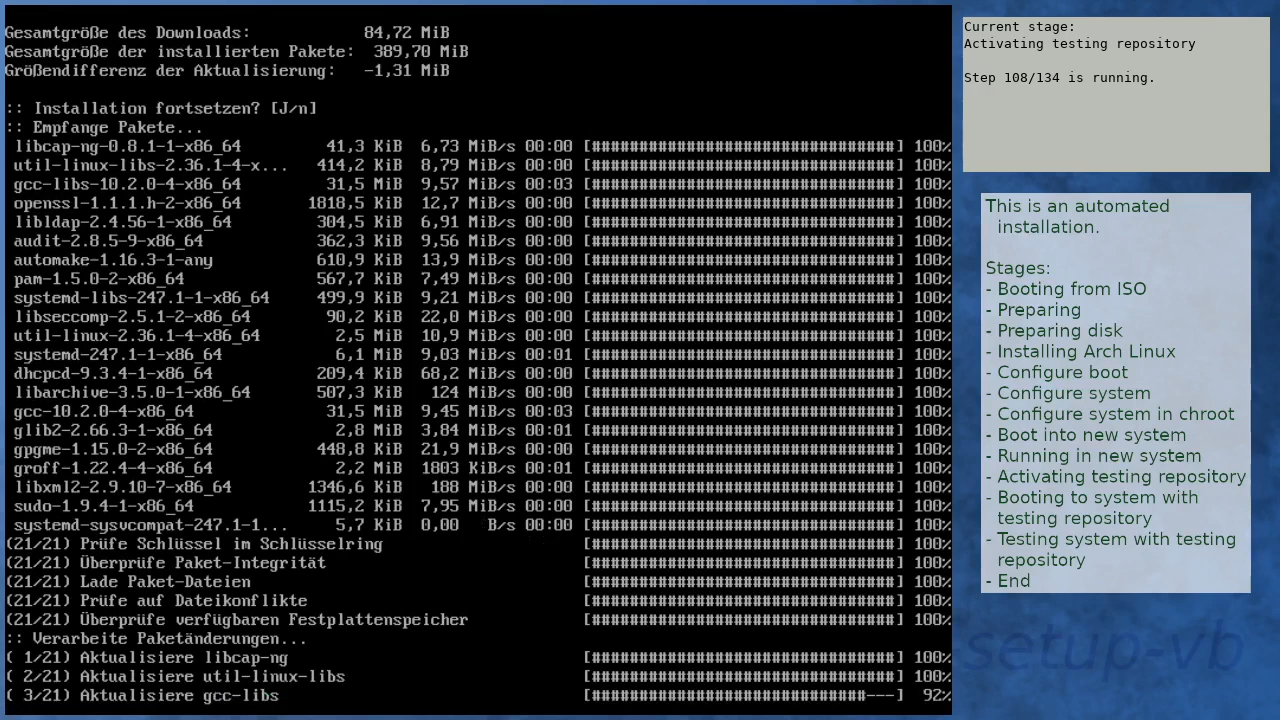 Gesamtgröße des Downloads:            84,72 MiB
Gesamtgröße der installierten Pakete:  389,70 MiB
Größendifferenz der Aktualisierung:   -1,31 MiB
:: Installation fortsetzen? [J/n]
:: Empfange Pakete...
libcap-ng-0.8.1-1-x86_64         41,3 KiB  6,73 MiB/s 00:00 [################################] 100%
util-linux-libs-2.36.1-4-x...   414,2 KiB  8,79 MiB/s 00:00 [################################] 100%
gcc-libs-10.2.0-4-x86_64         31,5 MiB  9,57 MiB/s 00:03 [################################] 100%
openssl-1.1.1.h-2-x86_64       1818,5 KiB  12,7 MiB/s 00:00 [################################] 100%
libldap-2.4.56-1-x86_64         304,5 KiB  6,91 MiB/s 00:00 [################################] 100%
audit-2.8.5-9-x86_64            362,3 KiB  9,56 MiB/s 00:00 [################################] 100%
automake-1.16.3-1-any           610,9 KiB  13,9 MiB/s 00:00 [################################] 100%
pam-1.5.0-2-x86_64              567,7 KiB  7,49 MiB/s 00:00 [################################] 100%
systemd-libs-247.1-1-x86_64     499,9 KiB  9,21 MiB/s 00:00 [################################] 100%
libseccomp-2.5.1-2-x86_64        90,2 KiB  22,0 MiB/s 00:00 [################################] 100%
util-linux-2.36.1-4-x86_64        2,5 MiB  10,9 MiB/s 00:00 [################################] 100%
systemd-247.1-1-x86_64            6,1 MiB  9,03 MiB/s 00:01 [################################] 100%
dhcpcd-9.3.4-1-x86_64           209,4 KiB  68,2 MiB/s 00:00 [################################] 100%
libarchive-3.5.0-1-x86_64       507,3 KiB   124 MiB/s 00:00 [################################] 100%
gcc-10.2.0-4-x86_64              31,5 MiB  9,45 MiB/s 00:03 [################################] 100%
glib2-2.66.3-1-x86_64             2,8 MiB  3,84 MiB/s 00:01 [################################] 100%
gpgme-1.15.0-2-x86_64           448,8 KiB  21,9 MiB/s 00:00 [################################] 100%
groff-1.22.4-4-x86_64             2,2 MiB  1803 KiB/s 00:01 [################################] 100%
libxml2-2.9.10-7-x86_64        1346,6 KiB   188 MiB/s 00:00 [################################] 100%
sudo-1.9.4-1-x86_64            1115,2 KiB  7,95 MiB/s 00:00 [################################] 100%
systemd-sysvcompat-247.1-1...     5,7 KiB  0,00   B/s 00:00 [################################] 100%
(21/21) Prüfe Schlüssel im Schlüsselring [################################] 100%
(21/21) Überprüfe Paket-Integrität [################################] 100%
(21/21) Lade Paket-Dateien [################################] 100%
(21/21) Prüfe auf Dateikonflikte [################################] 100%
(21/21) Überprüfe verfügbaren Festplattenspeicher [################################] 100%
:: Verarbeite Paketänderungen...
( 1/21) Aktualisiere libcap-ng [################################] 100%
( 2/21) Aktualisiere util-linux-libs [################################] 100%
( 3/21) Aktualisiere gcc-libs [#############################---] 92%
Current stage:
Activating testing repository
Step 108/134 is running.
This is an automated
installation.
Stages:
- Booting from ISO
- Preparing
- Preparing disk
- Installing Arch Linux
- Configure boot
- Configure system
- Configure system in chroot
- Boot into new system
- Running in new system
- Activating testing repository
- Booting to system with
testing repository
- Testing system with testing
repository
- End
setup-vb